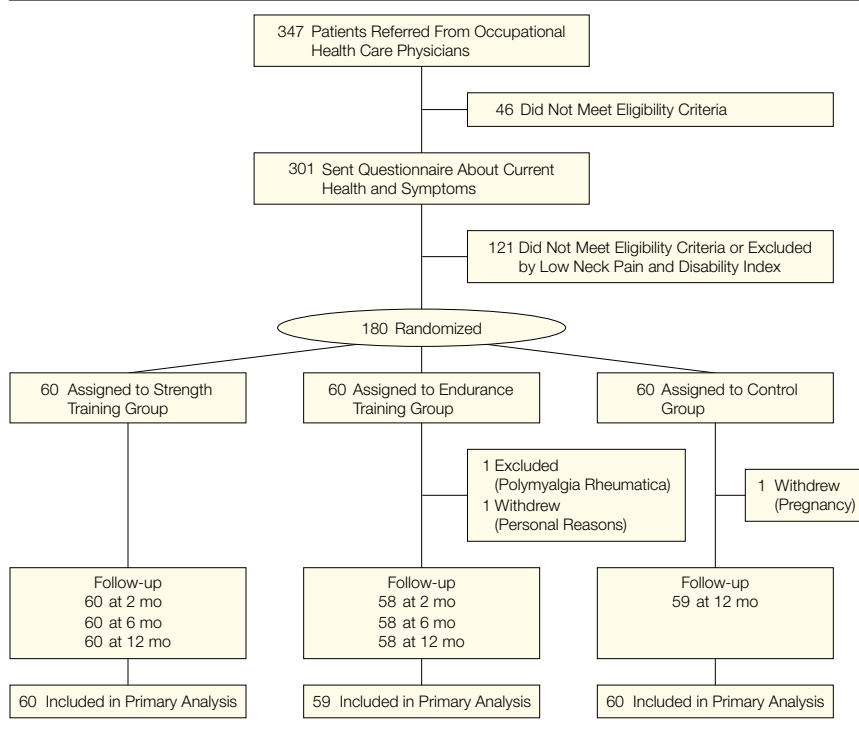 347 Patients Referred From Occupational
Health Care Physicians
46 Did Not Meet Eligibility Criteria
301 Sent Questionnaire About Current
Health and Symptoms
121 Did Not Meet Eligibility Criteria or Excluded
by Low Neck Pain and Disability Index
180 Randomized
60 Assigned to Strength
Training Group
60 Assigned to Endurance
Training Group
60 Assigned to Control
Group
1 Excluded
(Polymyalgia Rheumatica)
1 Withdrew
(Personal Reasons)
1 Withdrew
(Pregnancy)
Follow-up
60 at 2 mo
60 at 6 mo
60 at 12 mo
Follow-up
58 at 2 mo
58 at 6 mo
58 at 12 mo
Follow-up
59 at 12 mo
60 Included in Primary Analysis
59 Included in Primary Analysis
60 Included in Primary Analysis